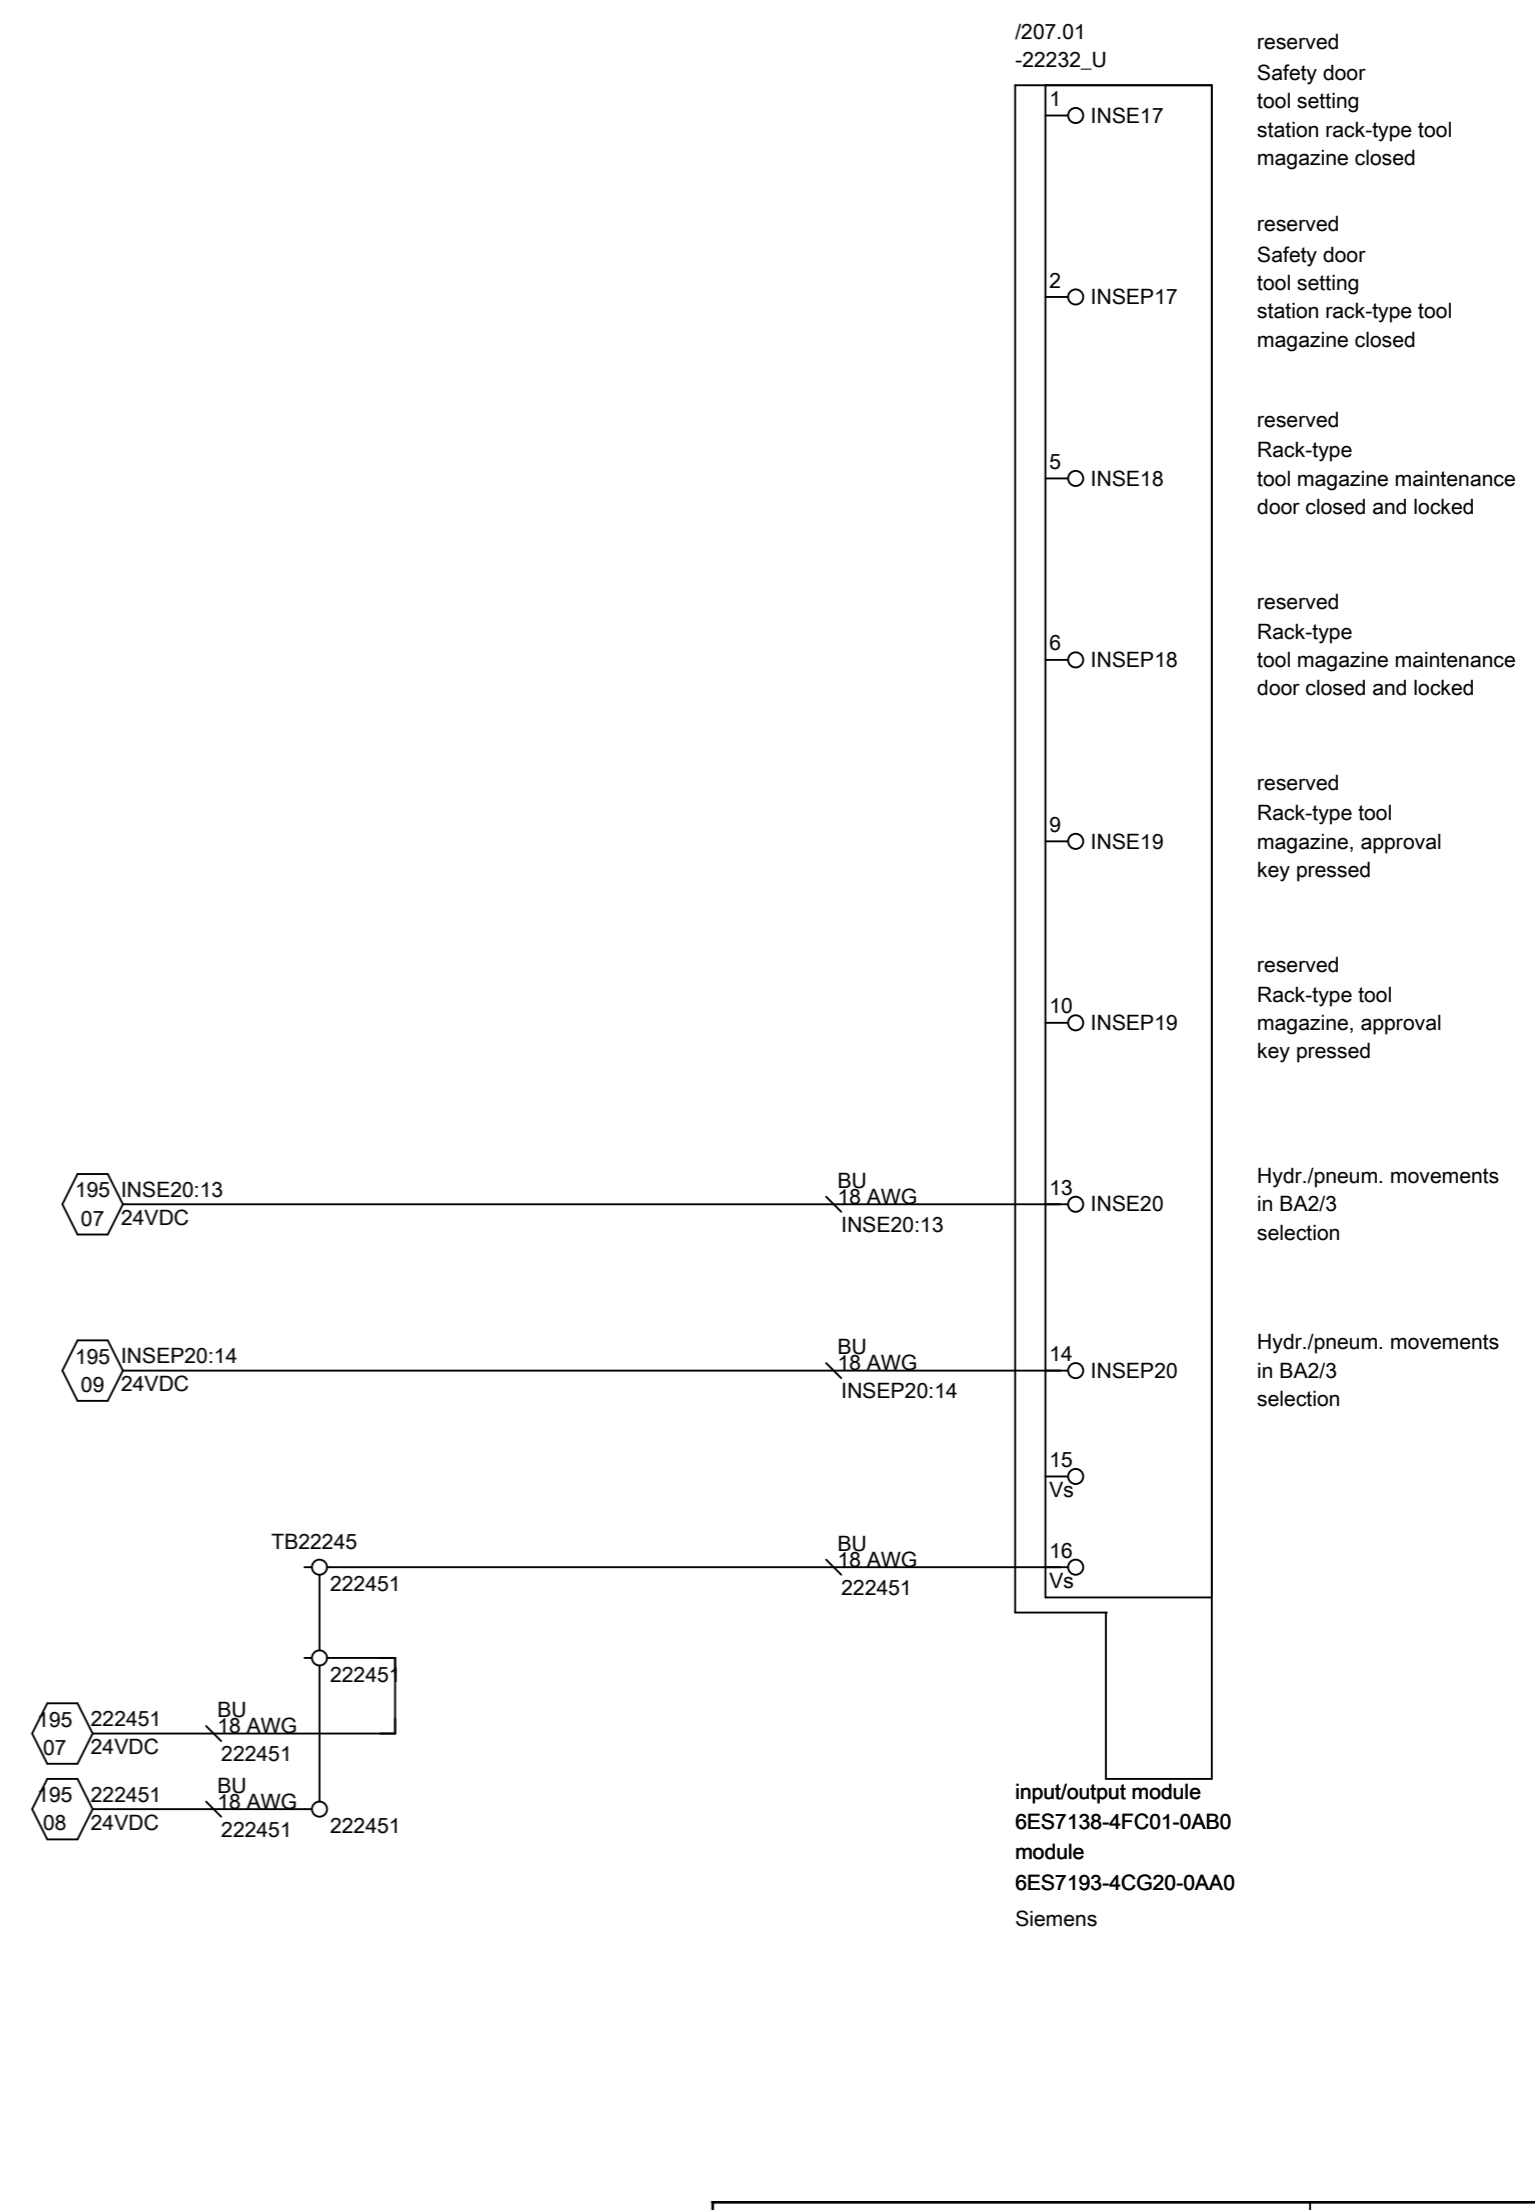 /207.01
-22232_U
reserved
Safety door
tool setting
station rack-type tool
magazine closed
1
INSE17
reserved
Safety door
tool setting
station rack-type tool
magazine closed
2
INSEP17
reserved
Rack-type
tool magazine maintenance
door closed and locked
5
INSE18
reserved
Rack-type
tool magazine maintenance
door closed and locked
6
INSEP18
reserved
Rack-type tool
magazine, approval
key pressed
9
INSE19
reserved
Rack-type tool
magazine, approval
key pressed
10
INSEP19
195
07
INSE20:13
24VDC
BU
18 AWG
INSE20:13
13
INSE20
Hydr./pneum. movements
in BA2/3
selection
195
09
INSEP20:14
24VDC
BU
18 AWG
INSEP20:14
14
INSEP20
Hydr./pneum. movements
in BA2/3
selection
15
Vs
TB22245
222451
BU
18 AWG
222451
16
Vs
222451
195
07
222451
24VDC
BU
18 AWG
222451
195
08
222451
24VDC
BU
18 AWG
222451
222451
input/output module
6ES7138-4FC01-0AB0
module
6ES7193-4CG20-0AA0
Siemens